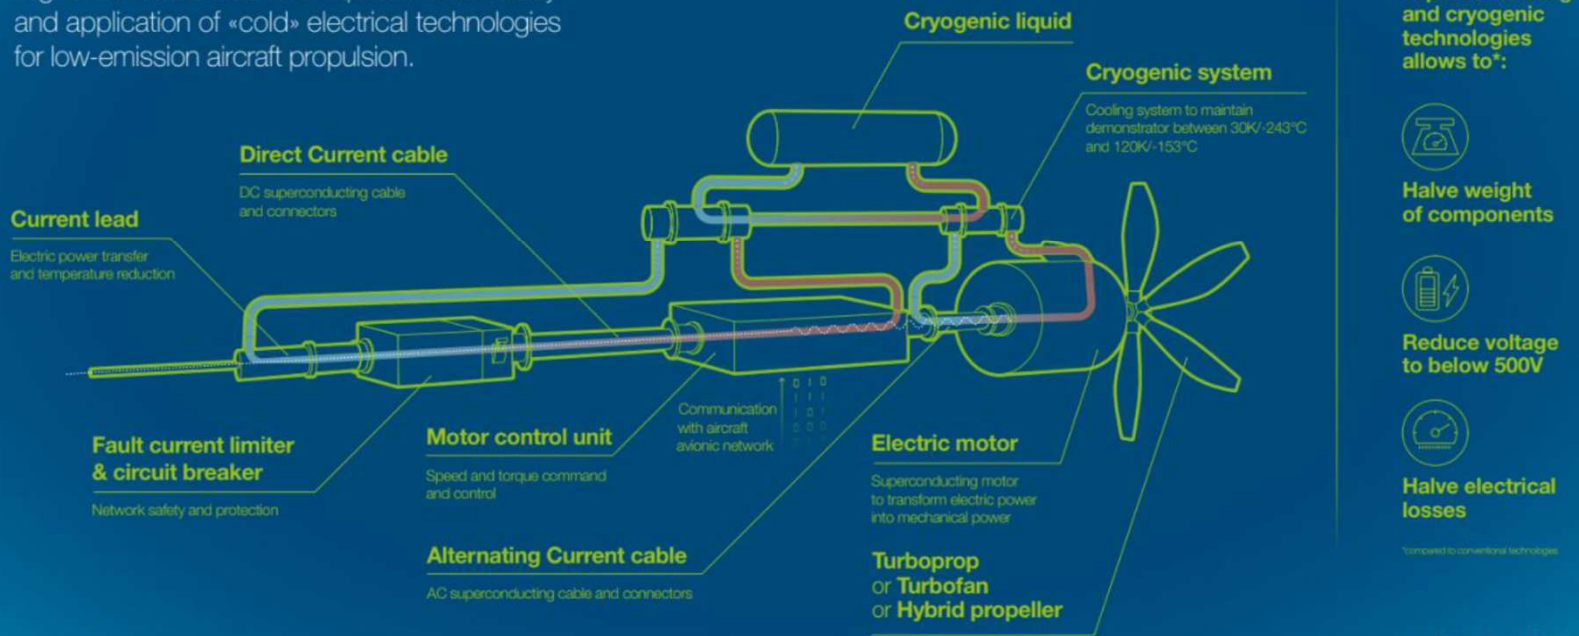 and application of «cold» electrical technologies
for low-emission aircraft propulsion.
Cryogenic liquid
Cryogenic system
Cooling system to maintain
demonstrator between 30K/-243°C
and 120K/-153°C
Direct Current cable
DC superconducting cable
and connectors
Current lead
Electric power transfer
and temperature reduction
Fault current limiter
& circuit breaker
Network safety and protection
Motor control unit
Speed and torque command
and control
Communication
with aircraft
avionic network
Alternating Current cable
AC superconducting cable and connectors
Electric motor
Superconducting motor
to transform electric power
into mechanical power
Turboprop
or Turbofan
or Hybrid propeller
and cryogenic
technologies
allows to*:
Halve weight
of components
Reduce voltage
to below 500V
Halve electrical
losses
*compared to conventional technologies